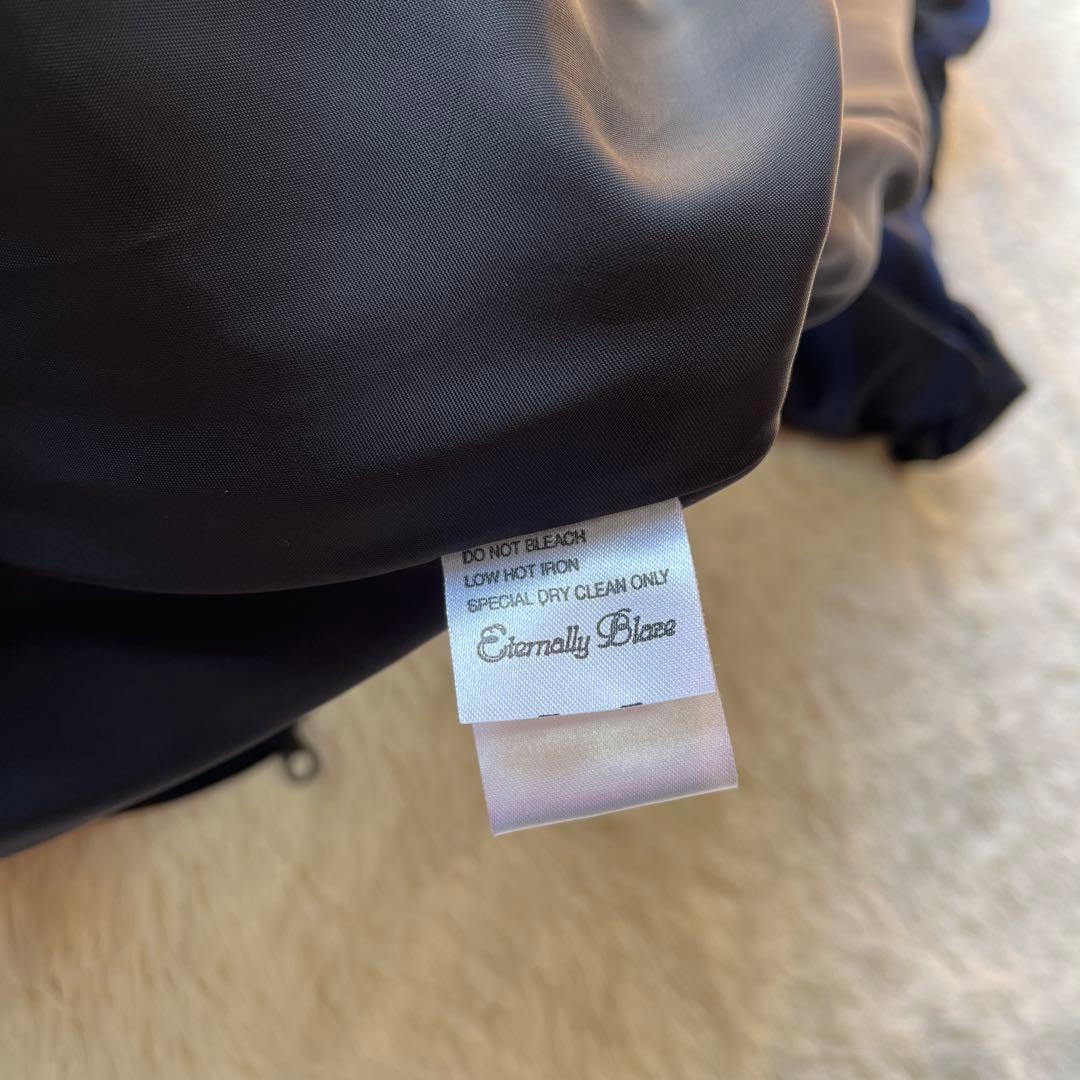 DO NOT BLEACH
LOW HOT IRON
SPECIAL DRY CLEAN ONLY
Eternally Blaze